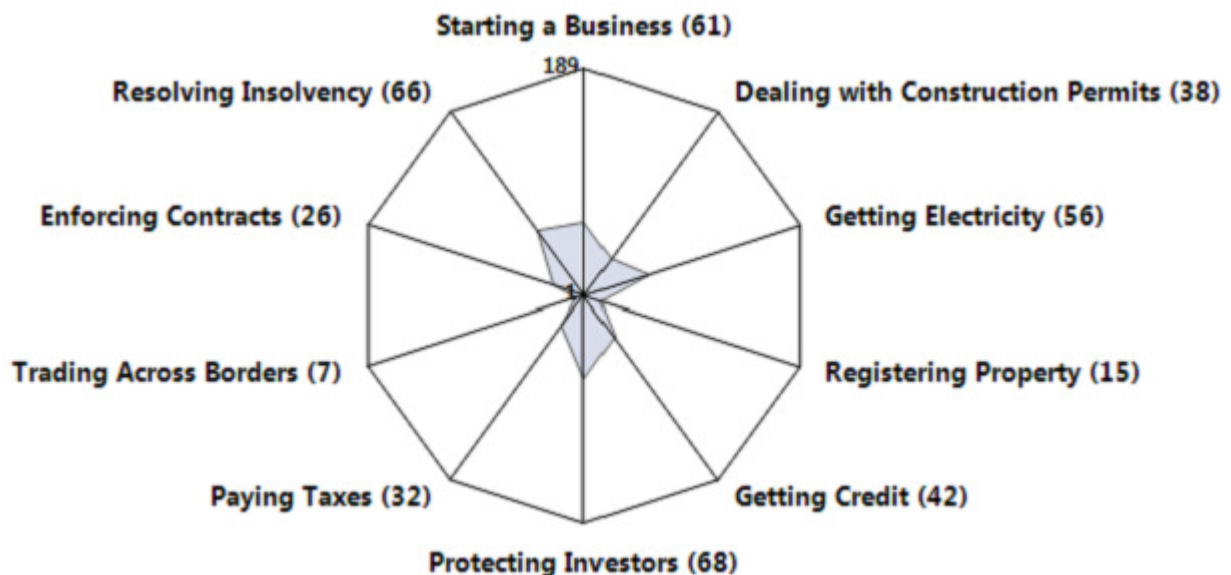 Starting a Business (61)
189
Resolving Insolvency (66)
Dealing with Construction Permits (38)
Enforcing Contracts (26)
Getting Electricity (56)
1
Trading Across Borders (7)
Registering Property (15)
Paying Taxes (32)
Getting Credit (42)
Protecting Investors (68)